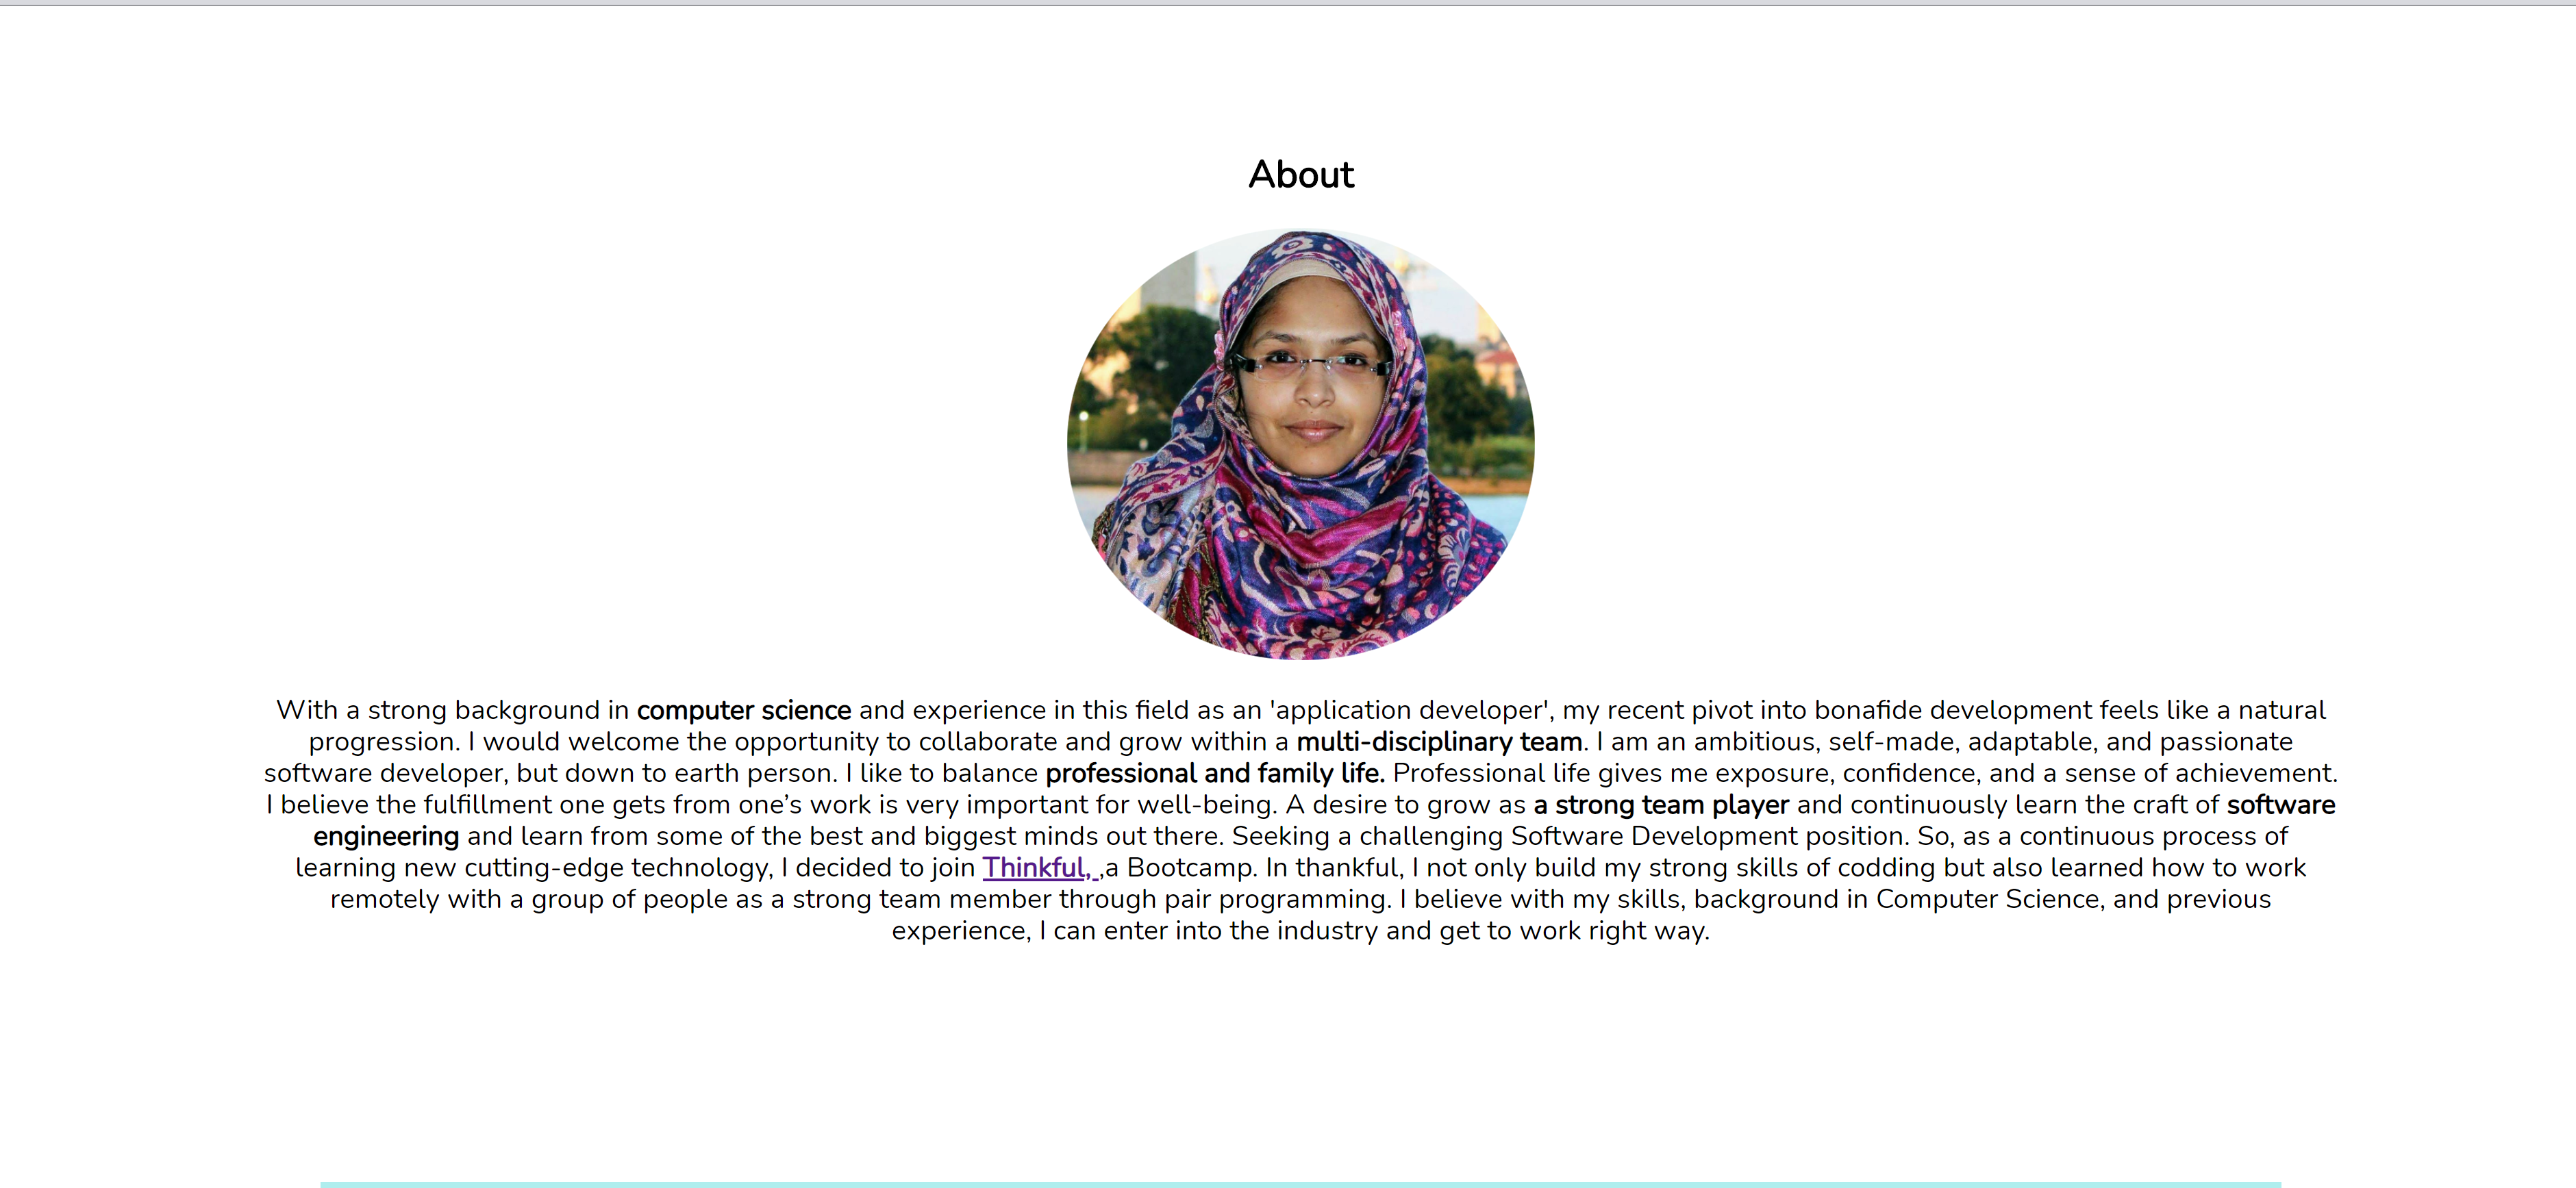 About
With a strong background in computer science and experience in this field as an 'application developer', my recent pivot into bonafide development feels like a natural
progression. I would welcome the opportunity to collaborate and grow within a multi-disciplinary team. I am an ambitious, self-made, adaptable, and passionate
software developer, but down to earth person. I like to balance professional and family life. Professional life gives me exposure, confidence, and a sense of achievement.
I believe the fulfillment one gets from one’s work is very important for well-being. A desire to grow as a strong team player and continuously learn the craft of software
engineering and learn from some of the best and biggest minds out there. Seeking a challenging Software Development position. So, as a continuous process of
learning new cutting-edge technology, I decided to join Thinkful, ,a Bootcamp. In thankful, I not only build my strong skills of codding but also learned how to work
remotely with a group of people as a strong team member through pair programming. I believe with my skills, background in Computer Science, and previous
experience, I can enter into the industry and get to work right way.